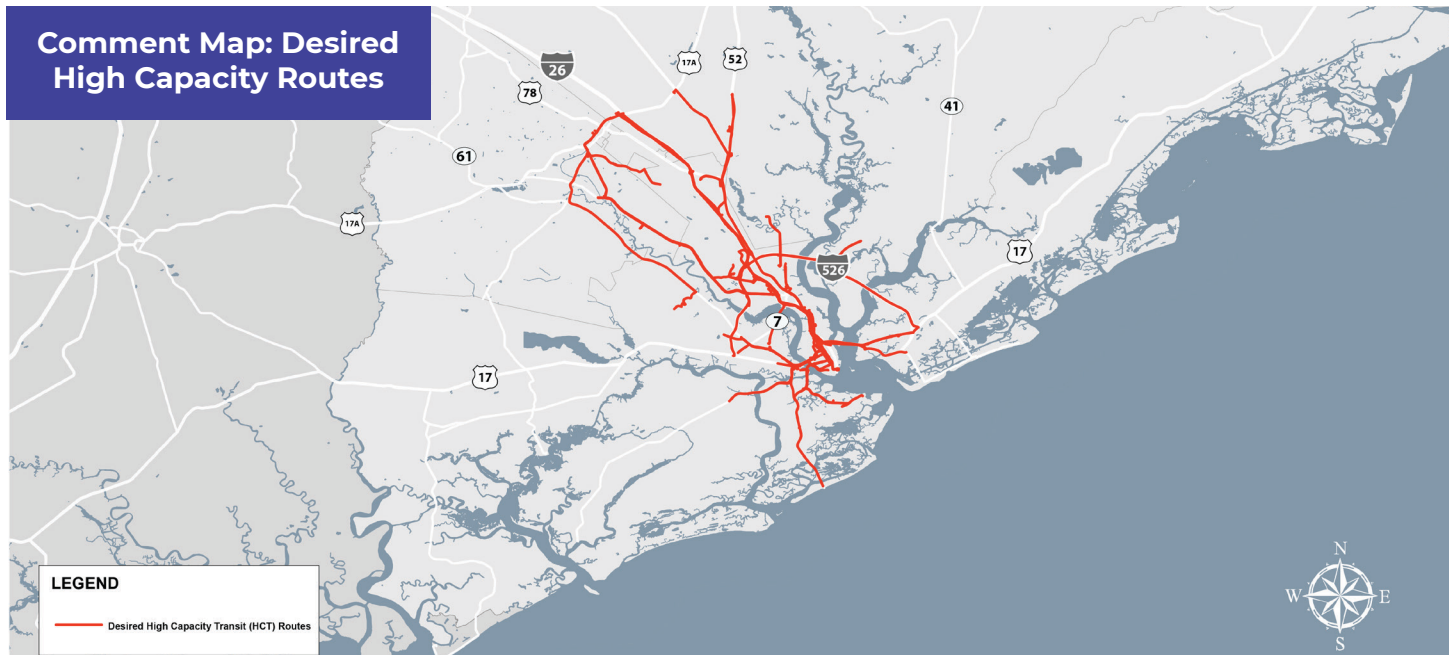 Comment Map: Desired
High Capacity Routes
26
17A
52
78
41
61
17A
17
526
7
17
N
W
E
S
LEGEND
Desired High Capacity Transit (HCT) Routes